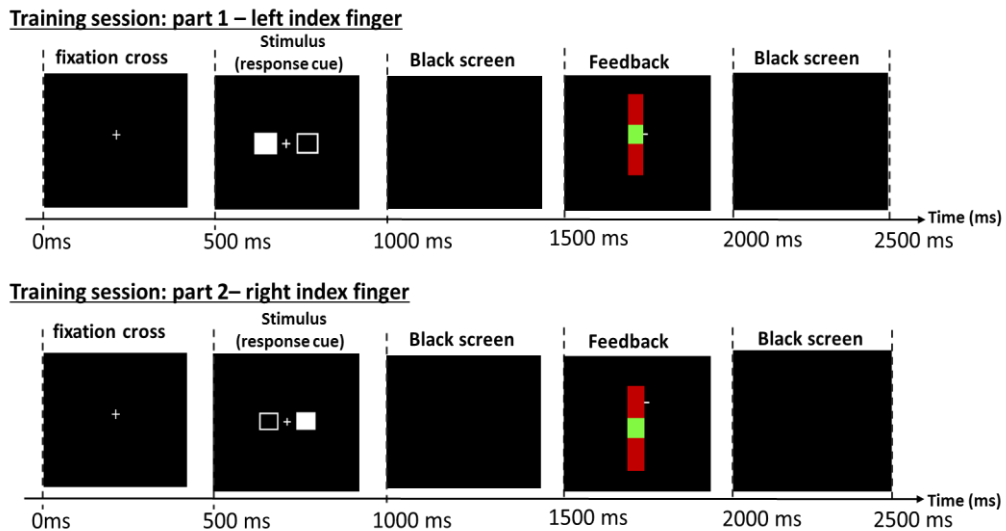 Training session: part 1 – left index finger
fixation cross
Stimulus
(response cue)
Black screen
Feedback
Black screen
Time (ms)
0ms
500 ms
1000 ms
1500 ms
2000 ms
2500 ms
Training session: part 2– right index finger
fixation cross
Stimulus
(response cue)
Black screen
Feedback
Black screen
Time (ms)
0ms
500 ms
1000 ms
1500 ms
2000 ms
2500 ms